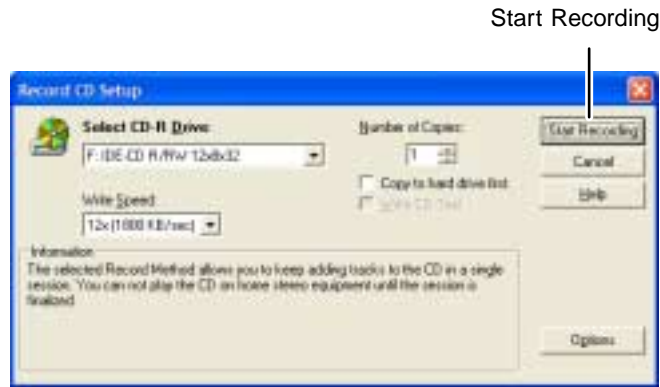 Start Recording
Record CD Setup
Select CD-R Drive:
F: IDE-CD R/RW 12x8x32
Write Speed:
12x (1800 KB/sec)
Number of Copies:
1
Copy to hard drive first
Write CD Text
Start Recording
Cancel
Help
Information
The selected Record Method allows you to keep adding tracks to the CD in a single
session. You can not play the CD on home stereo equipment until the session is
finalized
Options